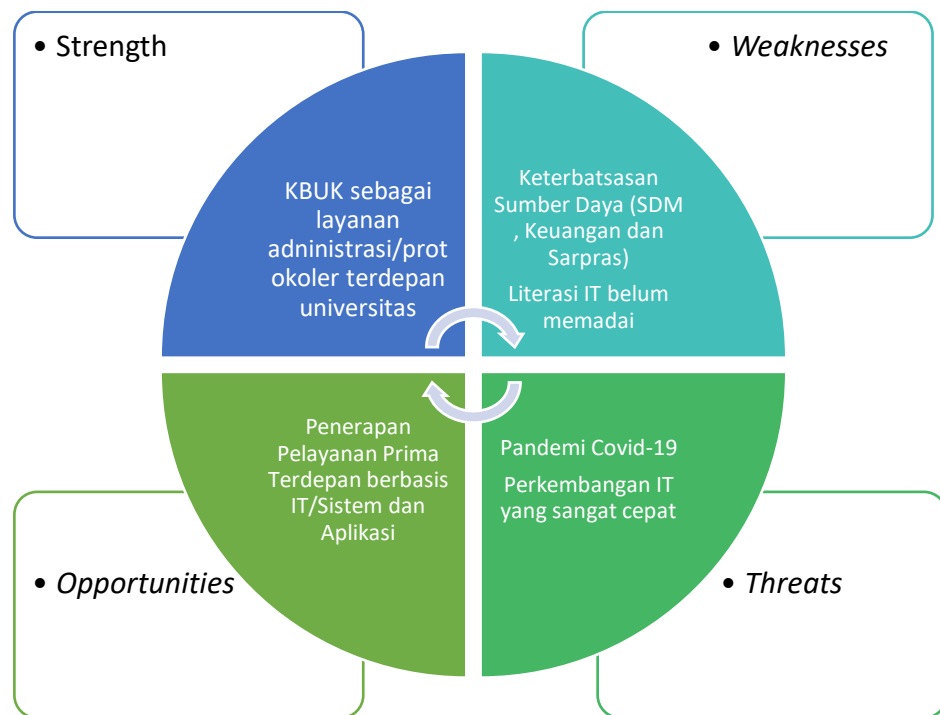 • Strength
• Weaknesses
KBUK sebagai
layanan
adninistrasi/prot
okoler terdepan
universitas
Keterbatsasan
Sumber Daya (SDM
, Keuangan dan
Sarpras)
Literasi IT belum
memadai
Penerapan
Pelayanan Prima
Terdepan berbasis
IT/Sistem dan
Aplikasi
Pandemi Covid-19
Perkembangan IT
yang sangat cepat
• Opportunities
• Threats